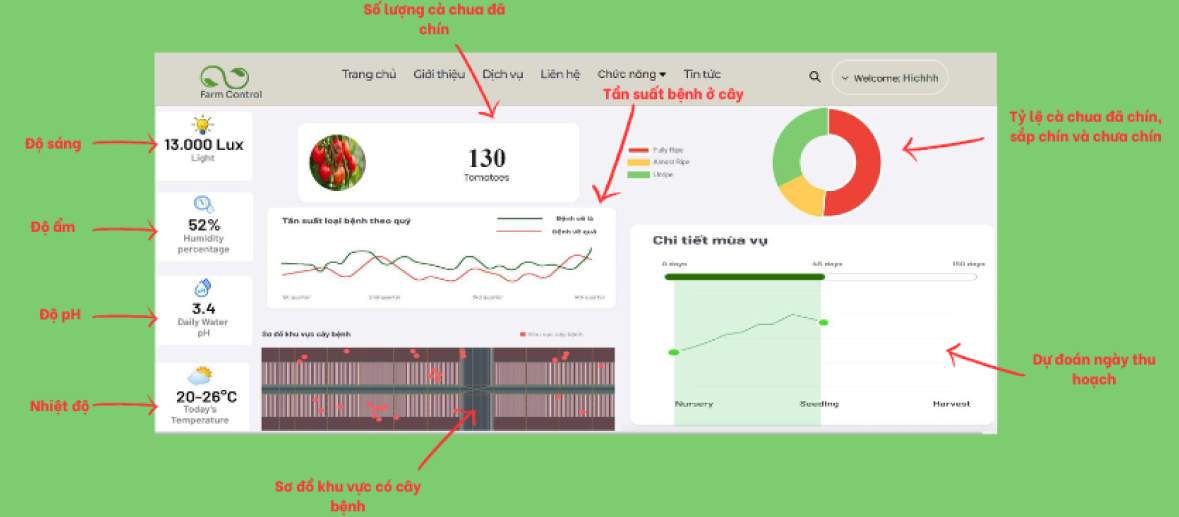 Số lượng cà chua đã
chín
Farm Control
Trang chủ Giới thiệu Dịch vụ Liên hệ Chức năng Tin tức
Welcome: Hichhh
Tần suất bệnh ở cây
Độ sáng
13.000 Lux
Light
130
Tomatoes
Fully Ripe
Almost Ripe
Unripe
Tỷ lệ cà chua đã chín,
sắp chín và chưa chín
Độ ẩm
52%
Humidity
percentage
Tần suất loại bệnh theo quý
Bệnh về lá
Bệnh về quả
1st quarter 2nd quarter 3rd quarter 4th quarter
Chi tiết mùa vụ
0 days 65 days 150 days
Độ pH
3.4
Daily Water
pH
Sơ đồ khu vực cây bệnh
Khu vực cây bệnh
Nhiệt độ
20-26°C
Today's
Temperature
Nursery Seeding Harvest
Dự đoán ngày thu
hoạch
Sơ đồ khu vực có cây
bệnh